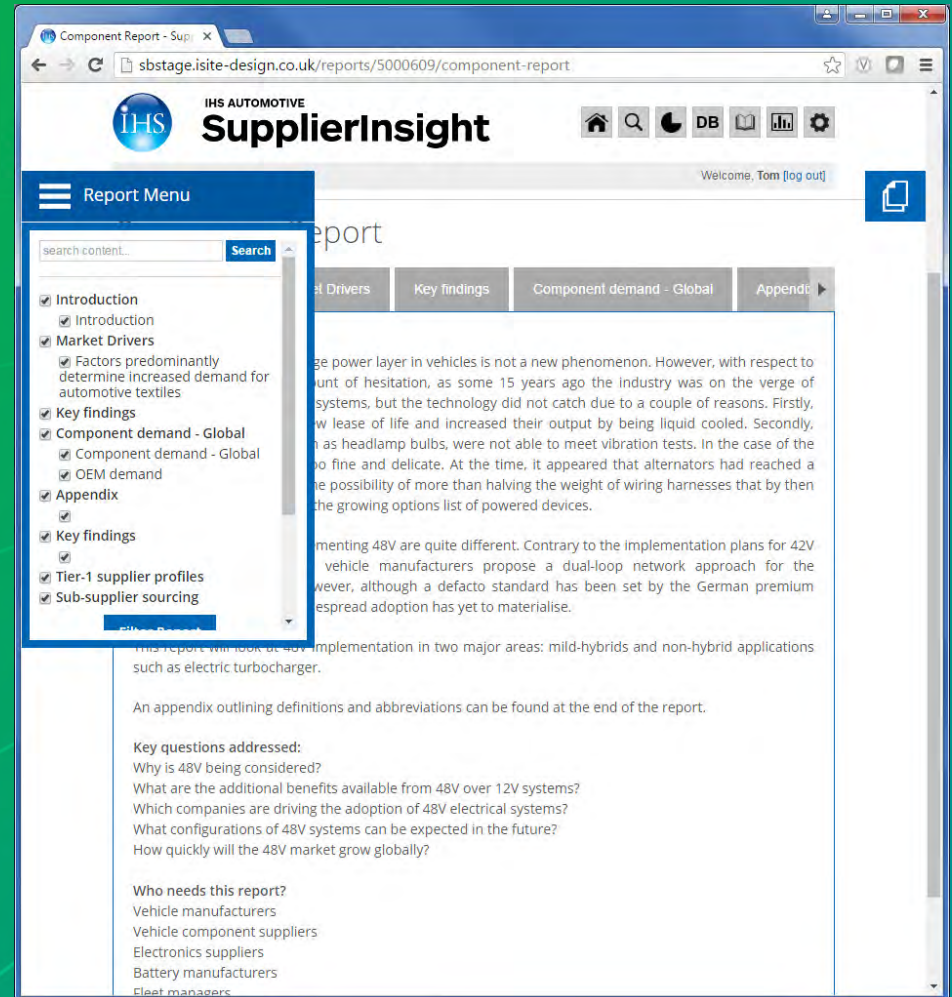 Component Report - Sup
sbstage.isite-design.co.uk/reports/5000609/component-report
IHS
IHS AUTOMOTIVE
SupplierInsight
DB
Welcome, Tom [log out]
Report Menu
eport
search content...
Search
et Drivers
Key findings
Component demand - Global
Appendi
Introduction
Introduction
Market Drivers
Factors predominantly
determine increased demand for
automotive textiles
Key findings
Component demand - Global
Component demand - Global
OEM demand
Appendix
Key findings
Tier-1 supplier profiles
Sub-supplier sourcing
Filter Report
ge power layer in vehicles is not a new phenomenon. However, with respect to
unt of hesitation, as some 15 years ago the industry was on the verge of
systems, but the technology did not catch due to a couple of reasons. Firstly,
w lease of life and increased their output by being liquid cooled. Secondly,
as headlamp bulbs, were not able to meet vibration tests. In the case of the
oo fine and delicate. At the time, it appeared that alternators had reached a
he possibility of more than halving the weight of wiring harnesses that by then
the growing options list of powered devices.
ementing 48V are quite different. Contrary to the implementation plans for 42V
vehicle manufacturers propose a dual-loop network approach for the
wever, although a defacto standard has been set by the German premium
espread adoption has yet to materialise.
This report will look at 48V implementation in two major areas: mild-hybrids and non-hybrid applications
such as electric turbocharger.
An appendix outlining definitions and abbreviations can be found at the end of the report.
Key questions addressed:
Why is 48V being considered?
What are the additional benefits available from 48V over 12V systems?
Which companies are driving the adoption of 48V electrical systems?
What configurations of 48V systems can be expected in the future?
How quickly will the 48V market grow globally?
Who needs this report?
Vehicle manufacturers
Vehicle component suppliers
Electronics suppliers
Battery manufacturers
Fleet managers